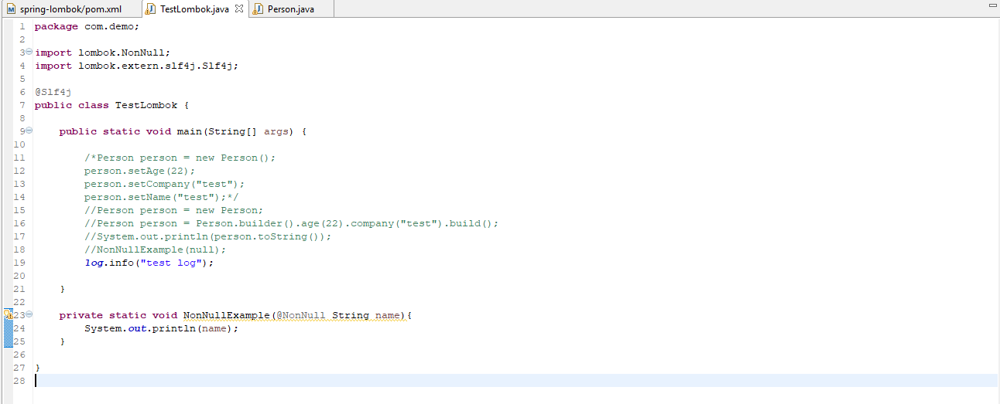 spring-lombok/pom.xml TestLombok.java Person.java
1 package com.demo;
2
3 import lombok.NonNull;
4 import lombok.extern.slf4j.Slf4j;
5
6 @Slf4j
7 public class TestLombok {
8
9     public static void main(String[] args) {
10
11         /*Person person = new Person();
12         person.setAge(22);
13         person.setCompany("test");
14         person.setName("test");*/
15         //Person person = new Person;
16         //Person person = Person.builder().age(22).company("test").build();
17         //System.out.println(person.toString());
18         //NonNullExample(null);
19         log.info("test log");
20
21     }
22
23     private static void NonNullExample(@NonNull String name){
24         System.out.println(name);
25     }
26
27 }
28